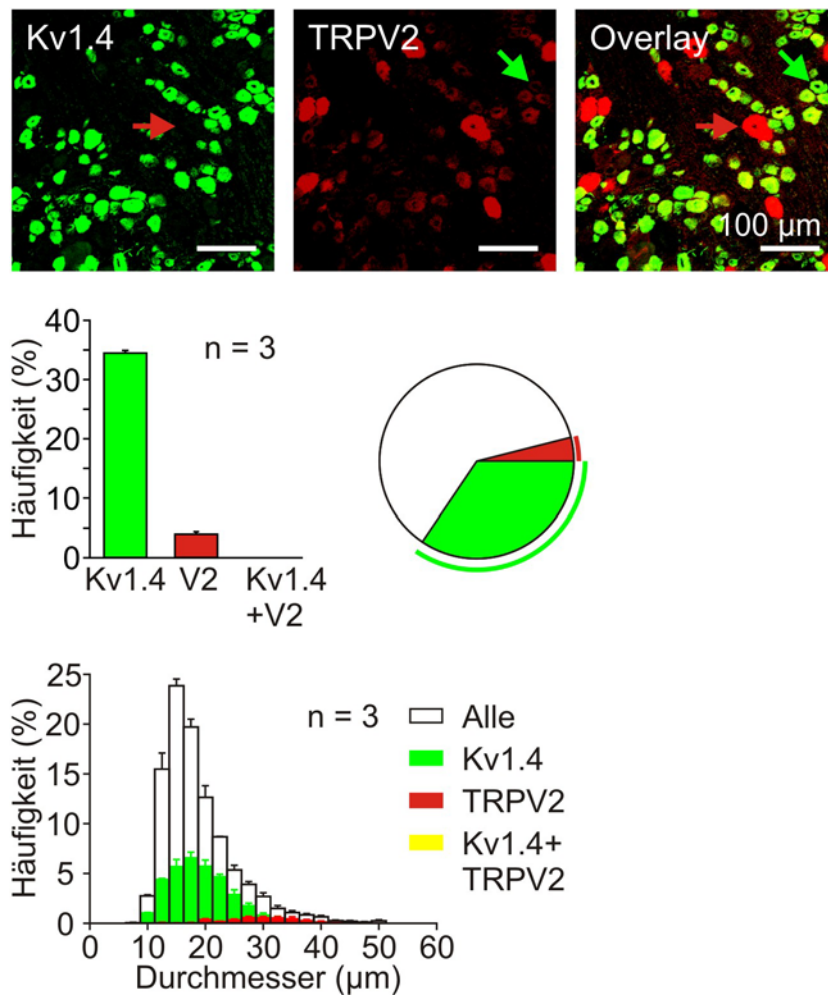 Kv1.4
TRPV2
Overlay
100 µm
40
30
20
10
0
Häufigkeit (%)
n = 3
Kv1.4
V2
Kv1.4
+V2
25
20
15
10
5
0
Häufigkeit (%)
n = 3
Alle
Kv1.4
TRPV2
Kv1.4+
TRPV2
0 10 20 30 40 50 60
Durchmesser (µm)